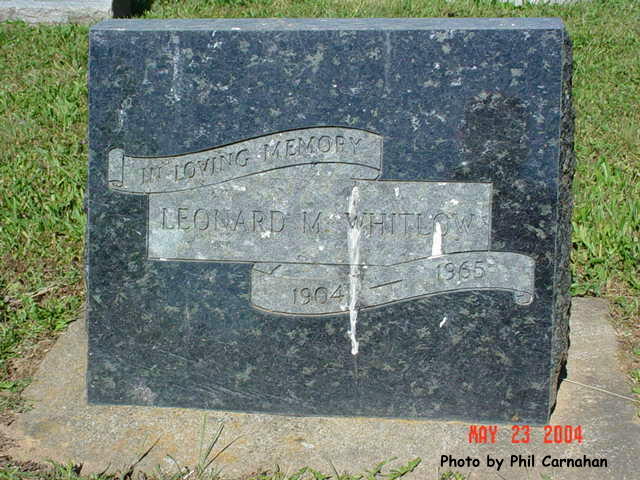 IN LOVING MEMORY
LEONARD M. WHITLOW
1904 — 1965
MAY 23 2004
Photo by Phil Carnahan